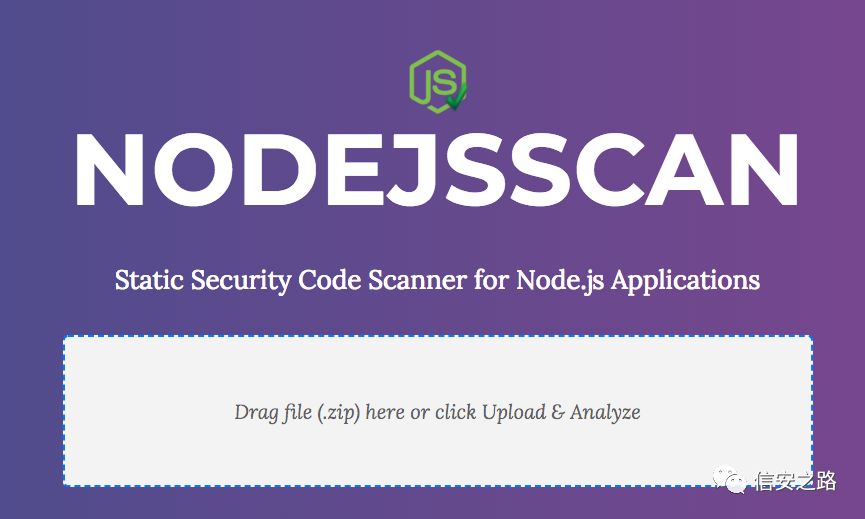 JS
NODEJSSCAN
Static Security Code Scanner for Node.js Applications
Drag file (.zip) here or click Upload & Analyze
信安之路